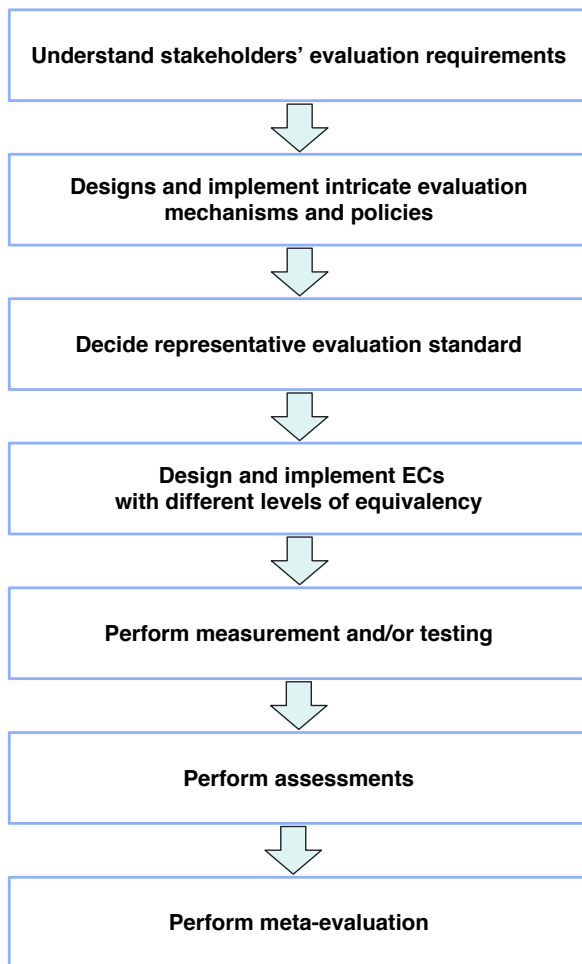 Understand stakeholders’ evaluation requirements
Designs and implement intricate evaluation
mechanisms and policies
Decide representative evaluation standard
Design and implement ECs
with different levels of equivalency
Perform measurement and/or testing
Perform assessments
Perform meta-evaluation